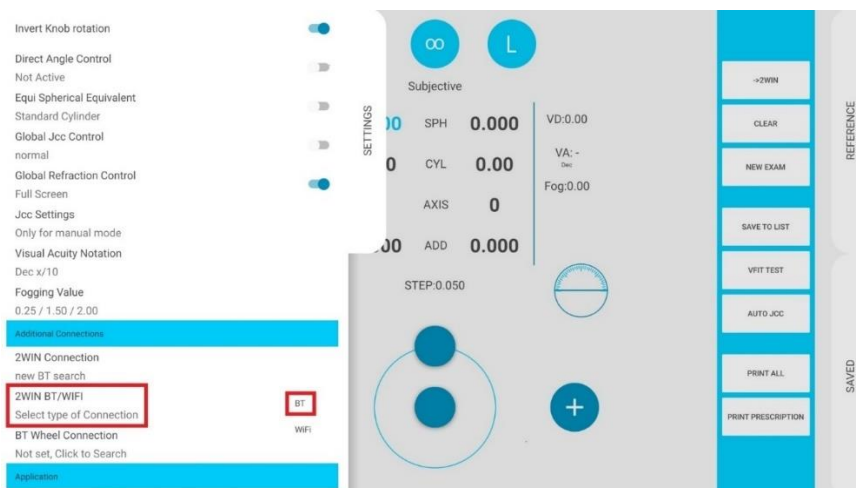 Invert Knob rotation
Direct Angle Control
Not Active
Equi Spherical Equivalent
Standard Cylinder
Global Jcc Control
normal
Global Refraction Control
Full Screen
Jcc Settings
Only for manual mode
Visual Acuity Notation
Dec x/10
Fogging Value
0.25 / 1.50 / 2.00
Additional Connections
2WIN Connection
new BT search
2WIN BT/WIFI
BT
Select type of Connection
WiFi
BT Wheel Connection
Not set, Click to Search
Application
SETTINGS
∞
L
Subjective
00 SPH 0.000
0 CYL 0.00
AXIS 0
00 ADD 0.000
VD:0.00
VA: -
Dec
Fog:0.00
STEP:0.050
+
->2WIN
CLEAR
NEW EXAM
SAVE TO LIST
VFIT TEST
AUTO JCC
PRINT ALL
PRINT PRESCRIPTION
REFERENCE
SAVED